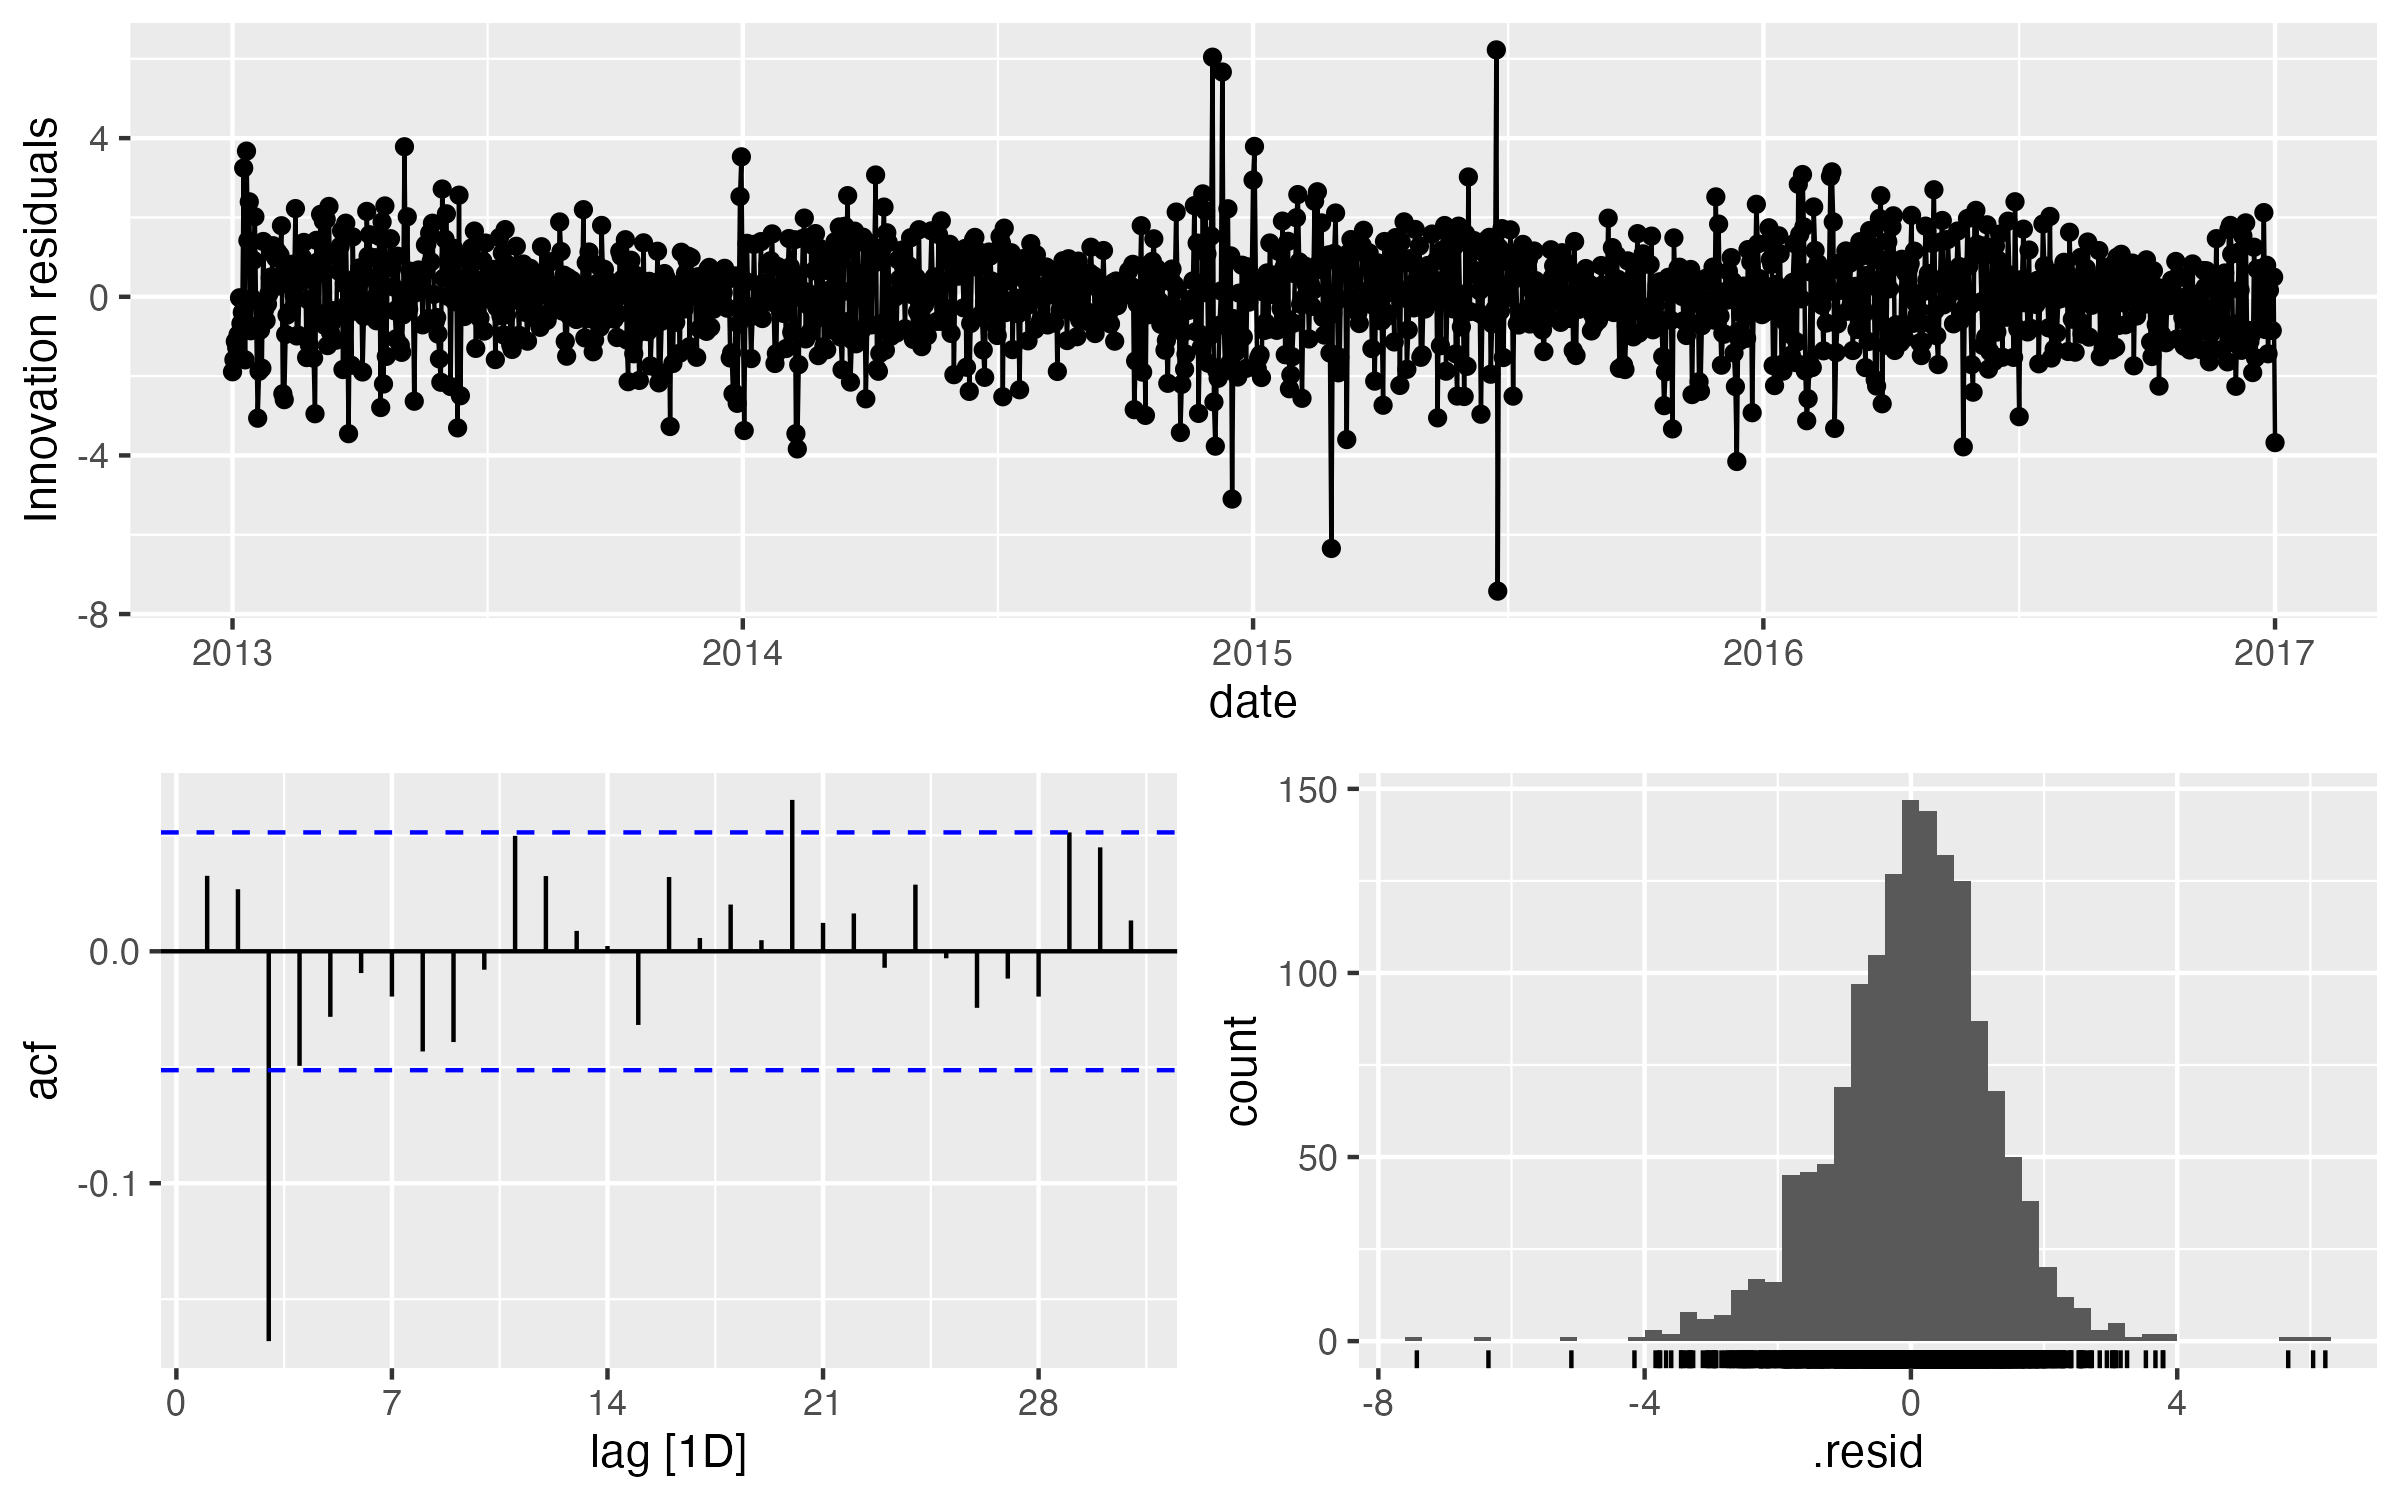 Innovation residuals
4
0
-4
-8
2013 2014 2015 2016 2017
date
acf
0.0
-0.1
0 7 14 21 28
lag [1D]
count
150
100
50
0
-8 -4 0 4
.resid